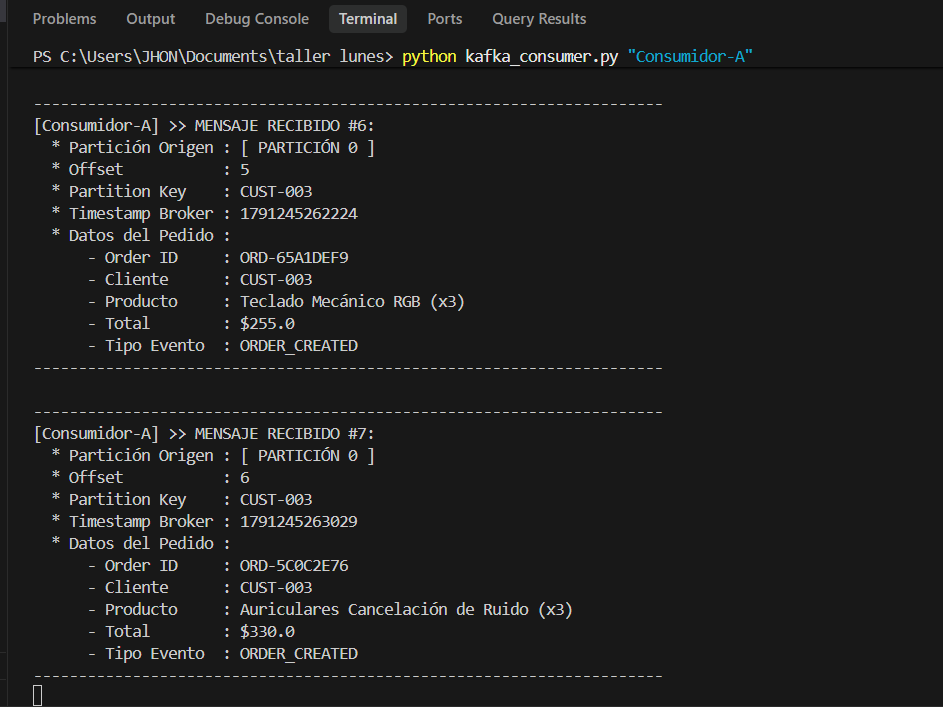 Problems Output Debug Console Terminal Ports Query Results
PS C:\Users\JHON\Documents\taller lunes> python kafka_consumer.py "Consumidor-A"
----------------------------------------------------------------------
[Consumidor-A] >> MENSAJE RECIBIDO #6:
  * Partición Origen : [ PARTICIÓN 0 ]
  * Offset           : 5
  * Partition Key    : CUST-003
  * Timestamp Broker : 1791245262224
  * Datos del Pedido :
      - Order ID     : ORD-65A1DEF9
      - Cliente      : CUST-003
      - Producto     : Teclado Mecánico RGB (x3)
      - Total        : $255.0
      - Tipo Evento  : ORDER_CREATED
----------------------------------------------------------------------
----------------------------------------------------------------------
[Consumidor-A] >> MENSAJE RECIBIDO #7:
  * Partición Origen : [ PARTICIÓN 0 ]
  * Offset           : 6
  * Partition Key    : CUST-003
  * Timestamp Broker : 1791245263029
  * Datos del Pedido :
      - Order ID     : ORD-5C0C2E76
      - Cliente      : CUST-003
      - Producto     : Auriculares Cancelación de Ruido (x3)
      - Total        : $330.0
      - Tipo Evento  : ORDER_CREATED
----------------------------------------------------------------------